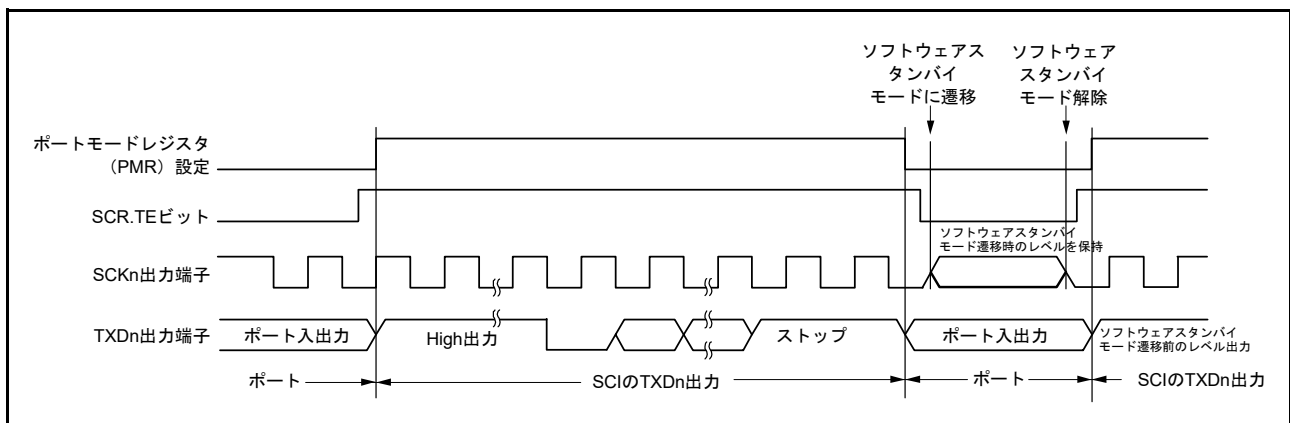 ソフトウェアス
タンバイ
モードに遷移
ソフトウェア
スタンバイ
モード解除
ポートモードレジスタ
（PMR）設定
SCR.TEビット
ソフトウェアスタンバイ
モード遷移時のレベルを保持
SCKn出力端子
TXDn出力端子
ポート入出力
High出力
ストップ
ポート入出力
ソフトウェアスタンバイ
モード遷移前のレベル出力
ポート
SCIのTXDn出力
ポート
SCIのTXDn出力